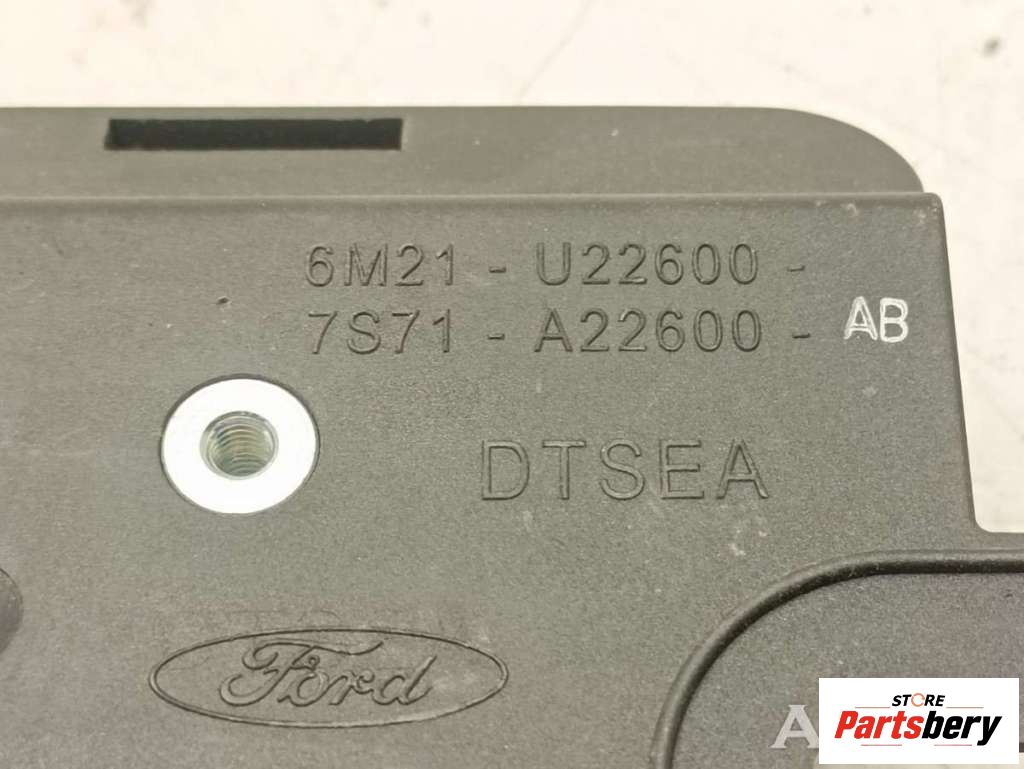 6M21 - U22600 -
7S71 - A22600 - AB
DTSEA
Ford
STORE
Partsbery